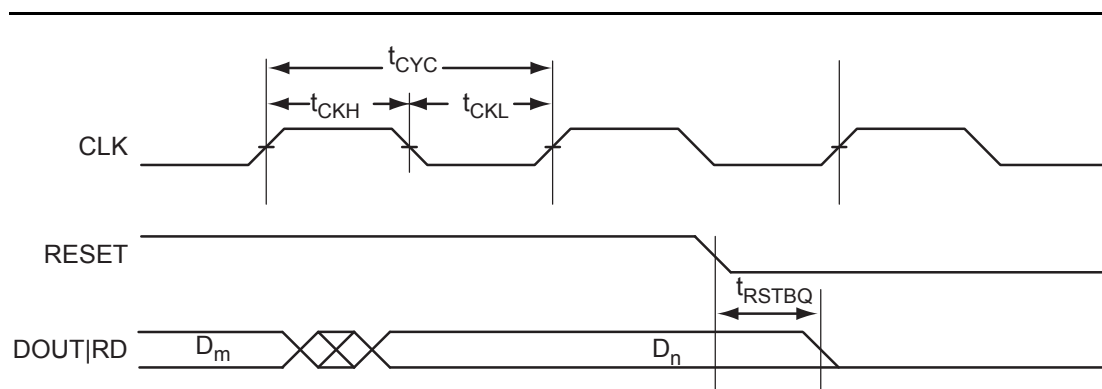 tCYC
tCKH
tCKL
CLK
RESET
tRSTBQ
DOUT|RD
Dm
Dn